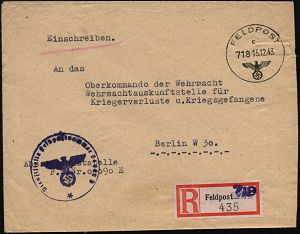 Einschreiben.
FELDPOST
c
718 15.12.43
An das
Oberkommando der Wehrmacht
Wehrmachtauskunftstelle für
Kriegerverluste u.Kriegsgefangene
Berlin W 30.
R
Feldpost 718
435